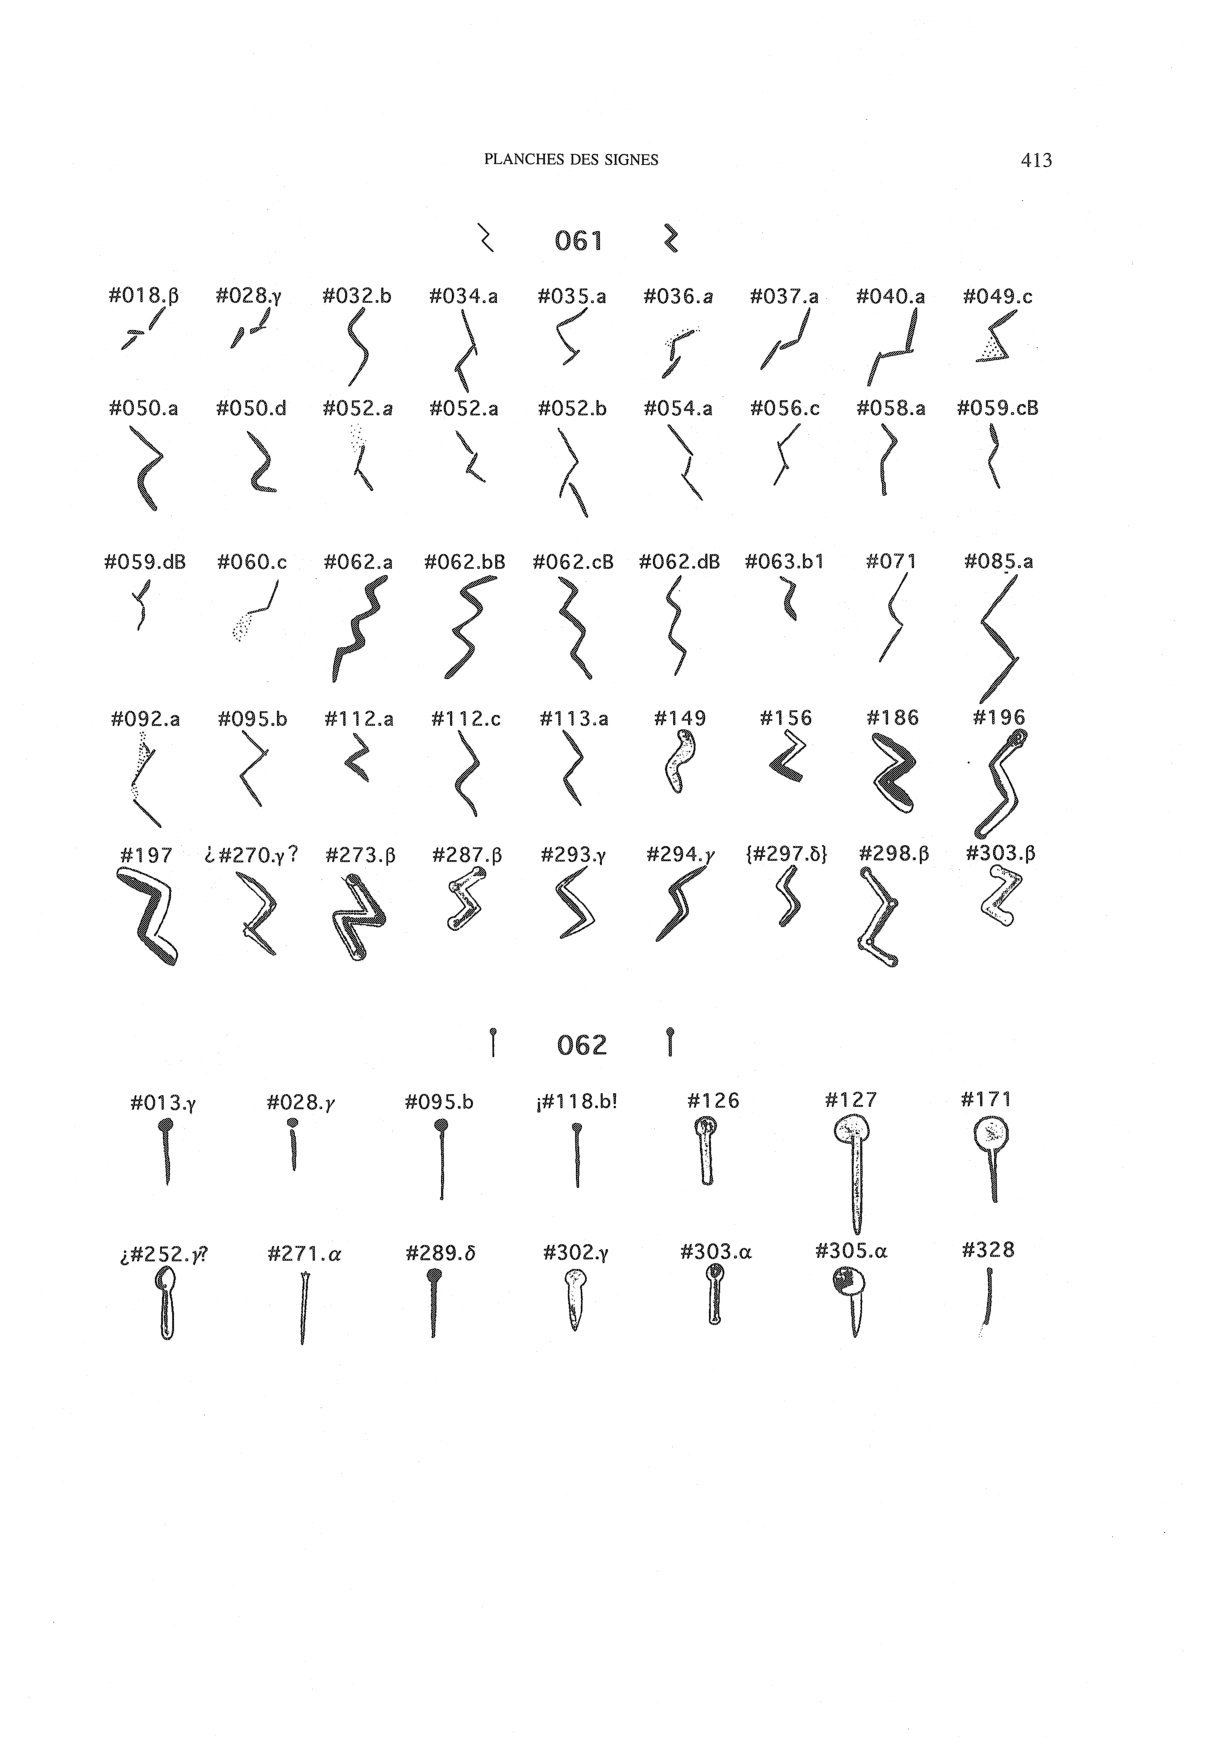 PLANCHES DES SIGNES 413
061
#018.β #028.γ #032.b #034.a #035.a #036.a #037.a #040.a #049.c
#050.a #050.d #052.a #052.a #052.b #054.a #056.c #058.a #059.cB
#059.dB #060.c #062.a #062.bB #062.cB #062.dB #063.b1 #071 #085.a
#092.a #095.b #112.a #112.c #113.a #149 #156 #186 #196
#197 ¿#270.γ? #273.β #287.β #293.γ #294.γ {#297.δ} #298.β #303.β
062
#013.γ #028.γ #095.b ¡#118.b! #126 #127 #171
¿#252.γ? #271.α #289.δ #302.γ #303.α #305.α #328